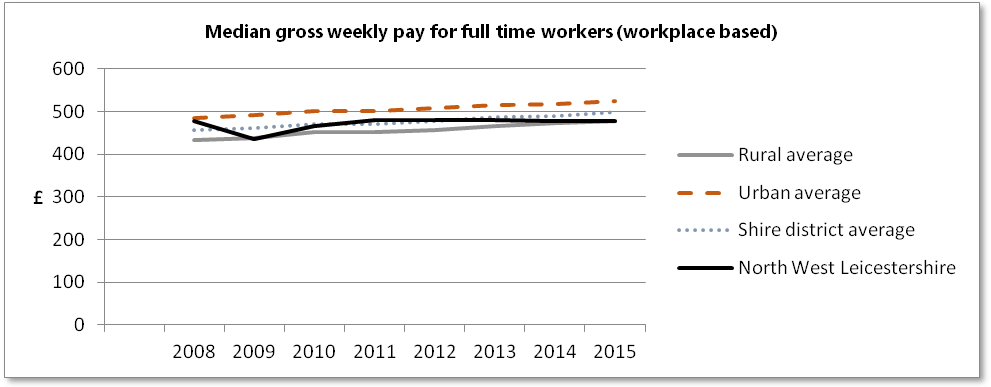 Median gross weekly pay for full time workers (workplace based)
600
500
400
£ 300
200
100
0
2008 2009 2010 2011 2012 2013 2014 2015
Rural average
Urban average
Shire district average
North West Leicestershire